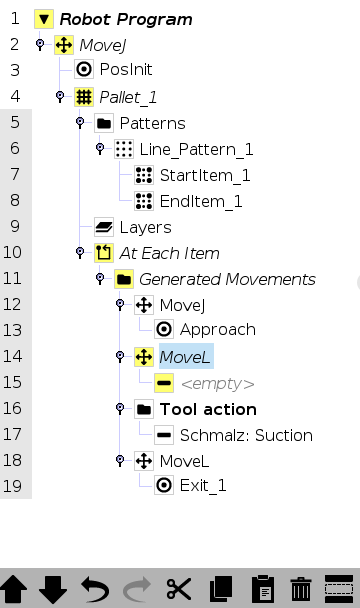 1 Robot Program
2 MoveJ
3 PosInit
4 Pallet_1
5 Patterns
6 Line_Pattern_1
7 StartItem_1
8 EndItem_1
9 Layers
10 At Each Item
11 Generated Movements
12 MoveJ
13 Approach
14 MoveL
15 <empty>
16 Tool action
17 Schmalz: Suction
18 MoveL
19 Exit_1